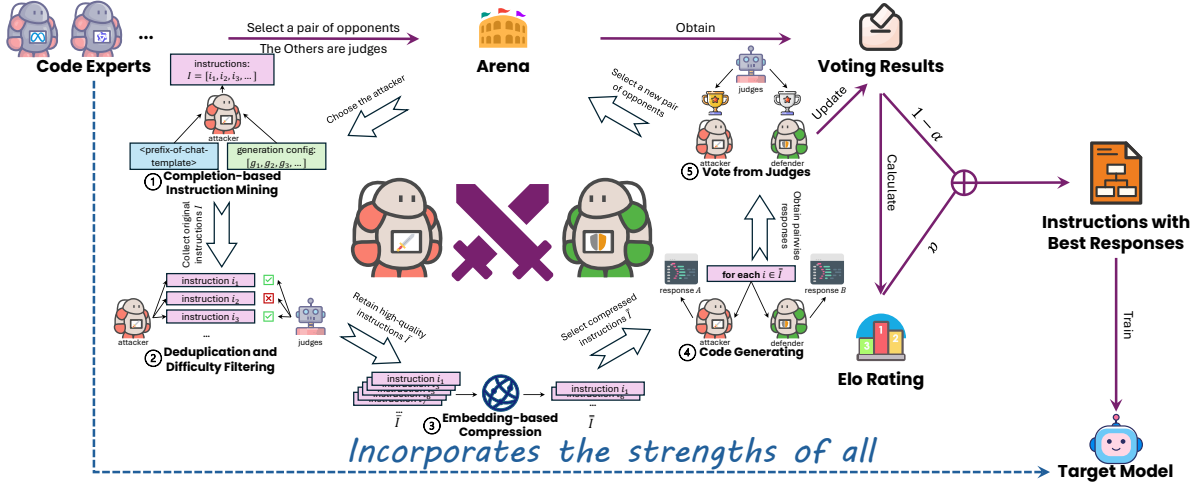 Code Experts
...
Select a pair of opponents
The Others are judges
Arena
Obtain
Voting Results
instructions:
I = [i₁, i₂, i₃, ...]
attacker
<prefix-of-chat-
template>
generation config:
[g₁, g₂, g₃, ...]
① Completion-based
Instruction Mining
Choose the attacker
Select a new pair
of opponents
judges
attacker
defender
⑤ Vote from Judges
Update
1 − α
Calculate
α
Instructions with
Best Responses
Collect original
instructions I
instruction i₁
instruction i₂
instruction i₃
...
attacker
judges
② Deduplication and
Difficulty Filtering
Retain high-quality
instructions Ī
instruction i₁
...
Ī
③ Embedding-based
Compression
instruction i₁
...
Ĩ
Select compressed
instructions Ĩ
Obtain pairwise
responses
for each i ∈ Ĩ
response A
response B
attacker
defender
④ Code Generating
3
1
2
Elo Rating
Train
Incorporates the strengths of all
Target Model